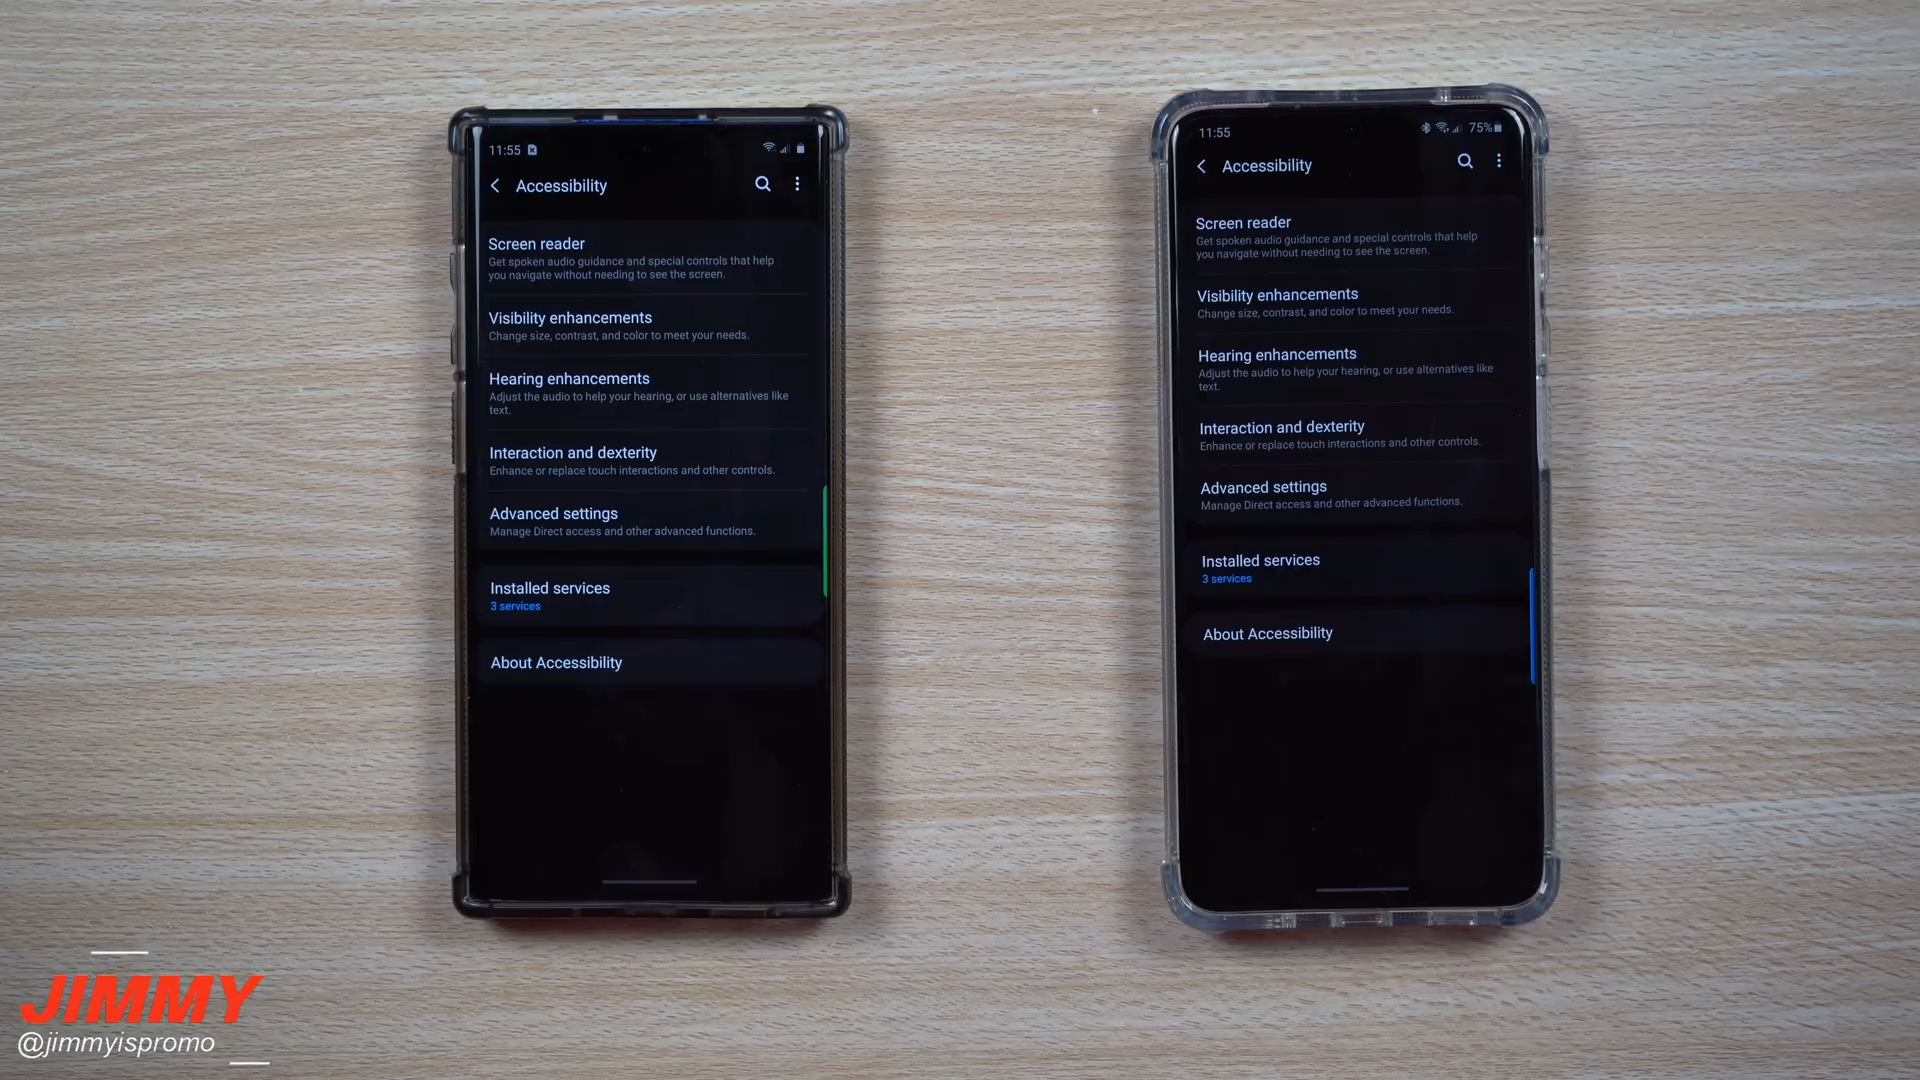 11:55
Accessibility
Screen reader
Get spoken audio guidance and special controls that help
you navigate without needing to see the screen.
Visibility enhancements
Change size, contrast, and color to meet your needs.
Hearing enhancements
Adjust the audio to help your hearing, or use alternatives like
text.
Interaction and dexterity
Enhance or replace touch interactions and other controls.
Advanced settings
Manage Direct access and other advanced functions.
Installed services
3 services
About Accessibility
11:55
75%
Accessibility
Screen reader
Get spoken audio guidance and special controls that help
you navigate without needing to see the screen.
Visibility enhancements
Change size, contrast, and color to meet your needs.
Hearing enhancements
Adjust the audio to help your hearing, or use alternatives like
text.
Interaction and dexterity
Enhance or replace touch interactions and other controls.
Advanced settings
Manage Direct access and other advanced functions.
Installed services
3 services
About Accessibility
JIMMY
@jimmyispromo